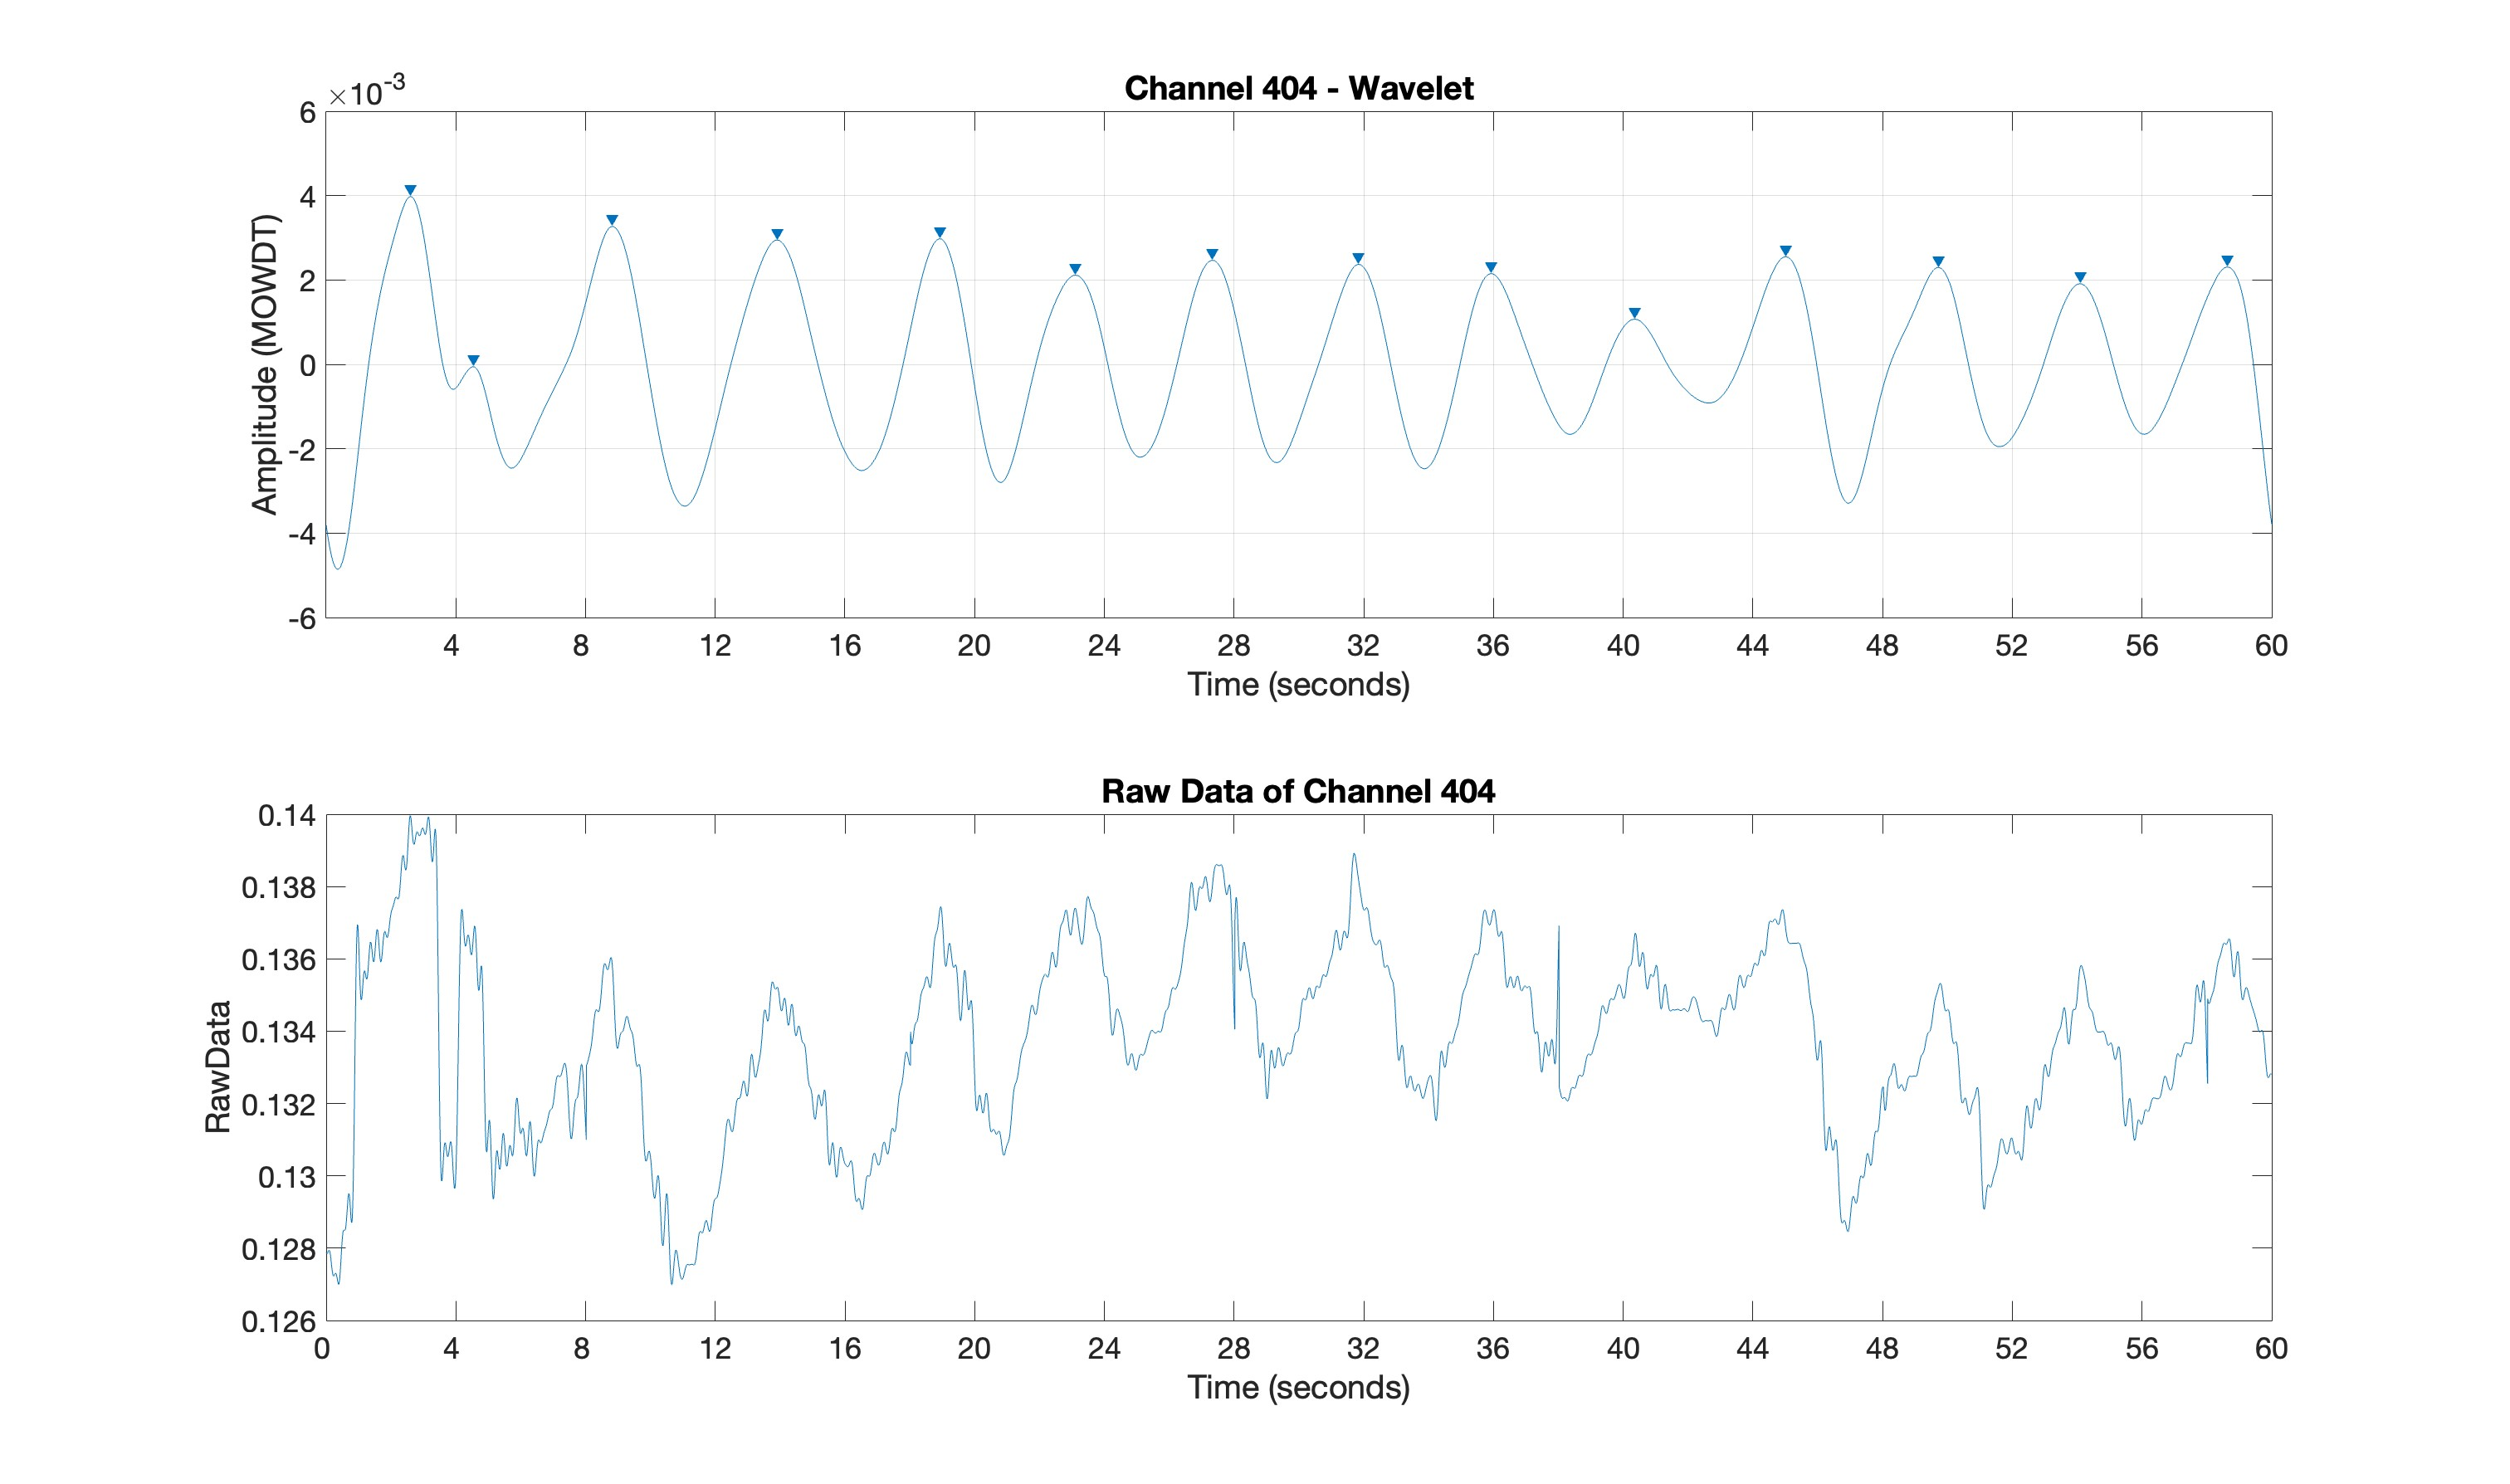 ×10-3
Channel 404 - Wavelet
6
4
2
0
-2
-4
-6
Amplitude (MOWDT)
4 8 12 16 20 24 28 32 36 40 44 48 52 56 60
Time (seconds)
Raw Data of Channel 404
0.14
0.138
0.136
0.134
0.132
0.13
0.128
0.126
RawData
0 4 8 12 16 20 24 28 32 36 40 44 48 52 56 60
Time (seconds)